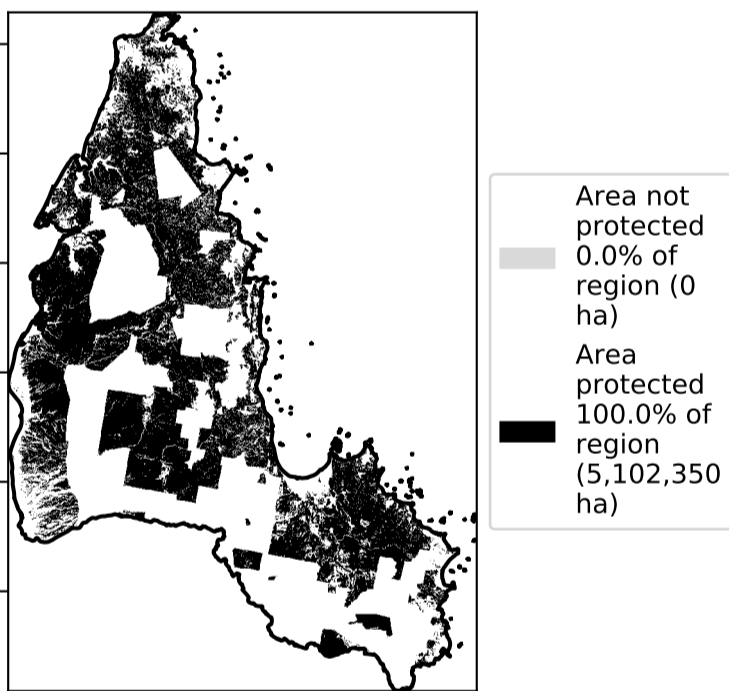 Area not
protected
0.0% of
region (0
ha)
Area
protected
100.0% of
region
(5,102,350
ha)